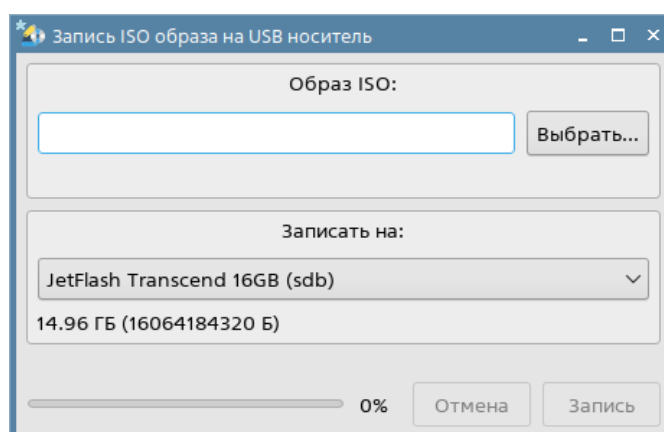 Запись ISO образа на USB носитель
Образ ISO:
Выбрать...
Записать на:
JetFlash Transcend 16GB (sdb)
14.96 ГБ (16064184320 Б)
0% Отмена Запись